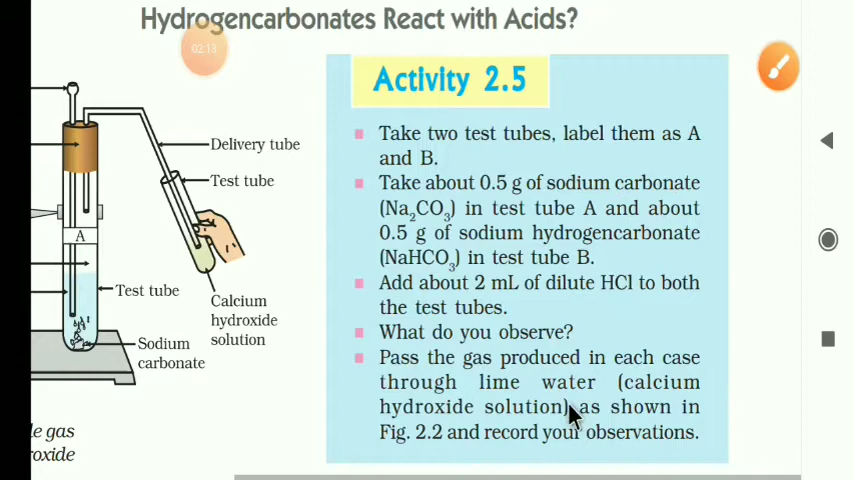 Hydrogencarbonates React with Acids?
02:13
Activity 2.5
Take two test tubes, label them as A
and B.
Take about 0.5 g of sodium carbonate
(Na₂CO₃) in test tube A and about
0.5 g of sodium hydrogencarbonate
(NaHCO₃) in test tube B.
Add about 2 mL of dilute HCl to both
the test tubes.
What do you observe?
Pass the gas produced in each case
through lime water (calcium
hydroxide solution) as shown in
Fig. 2.2 and record your observations.
Delivery tube
Test tube
A
Test tube
Calcium
hydroxide
solution
Sodium
carbonate
le gas
roxide